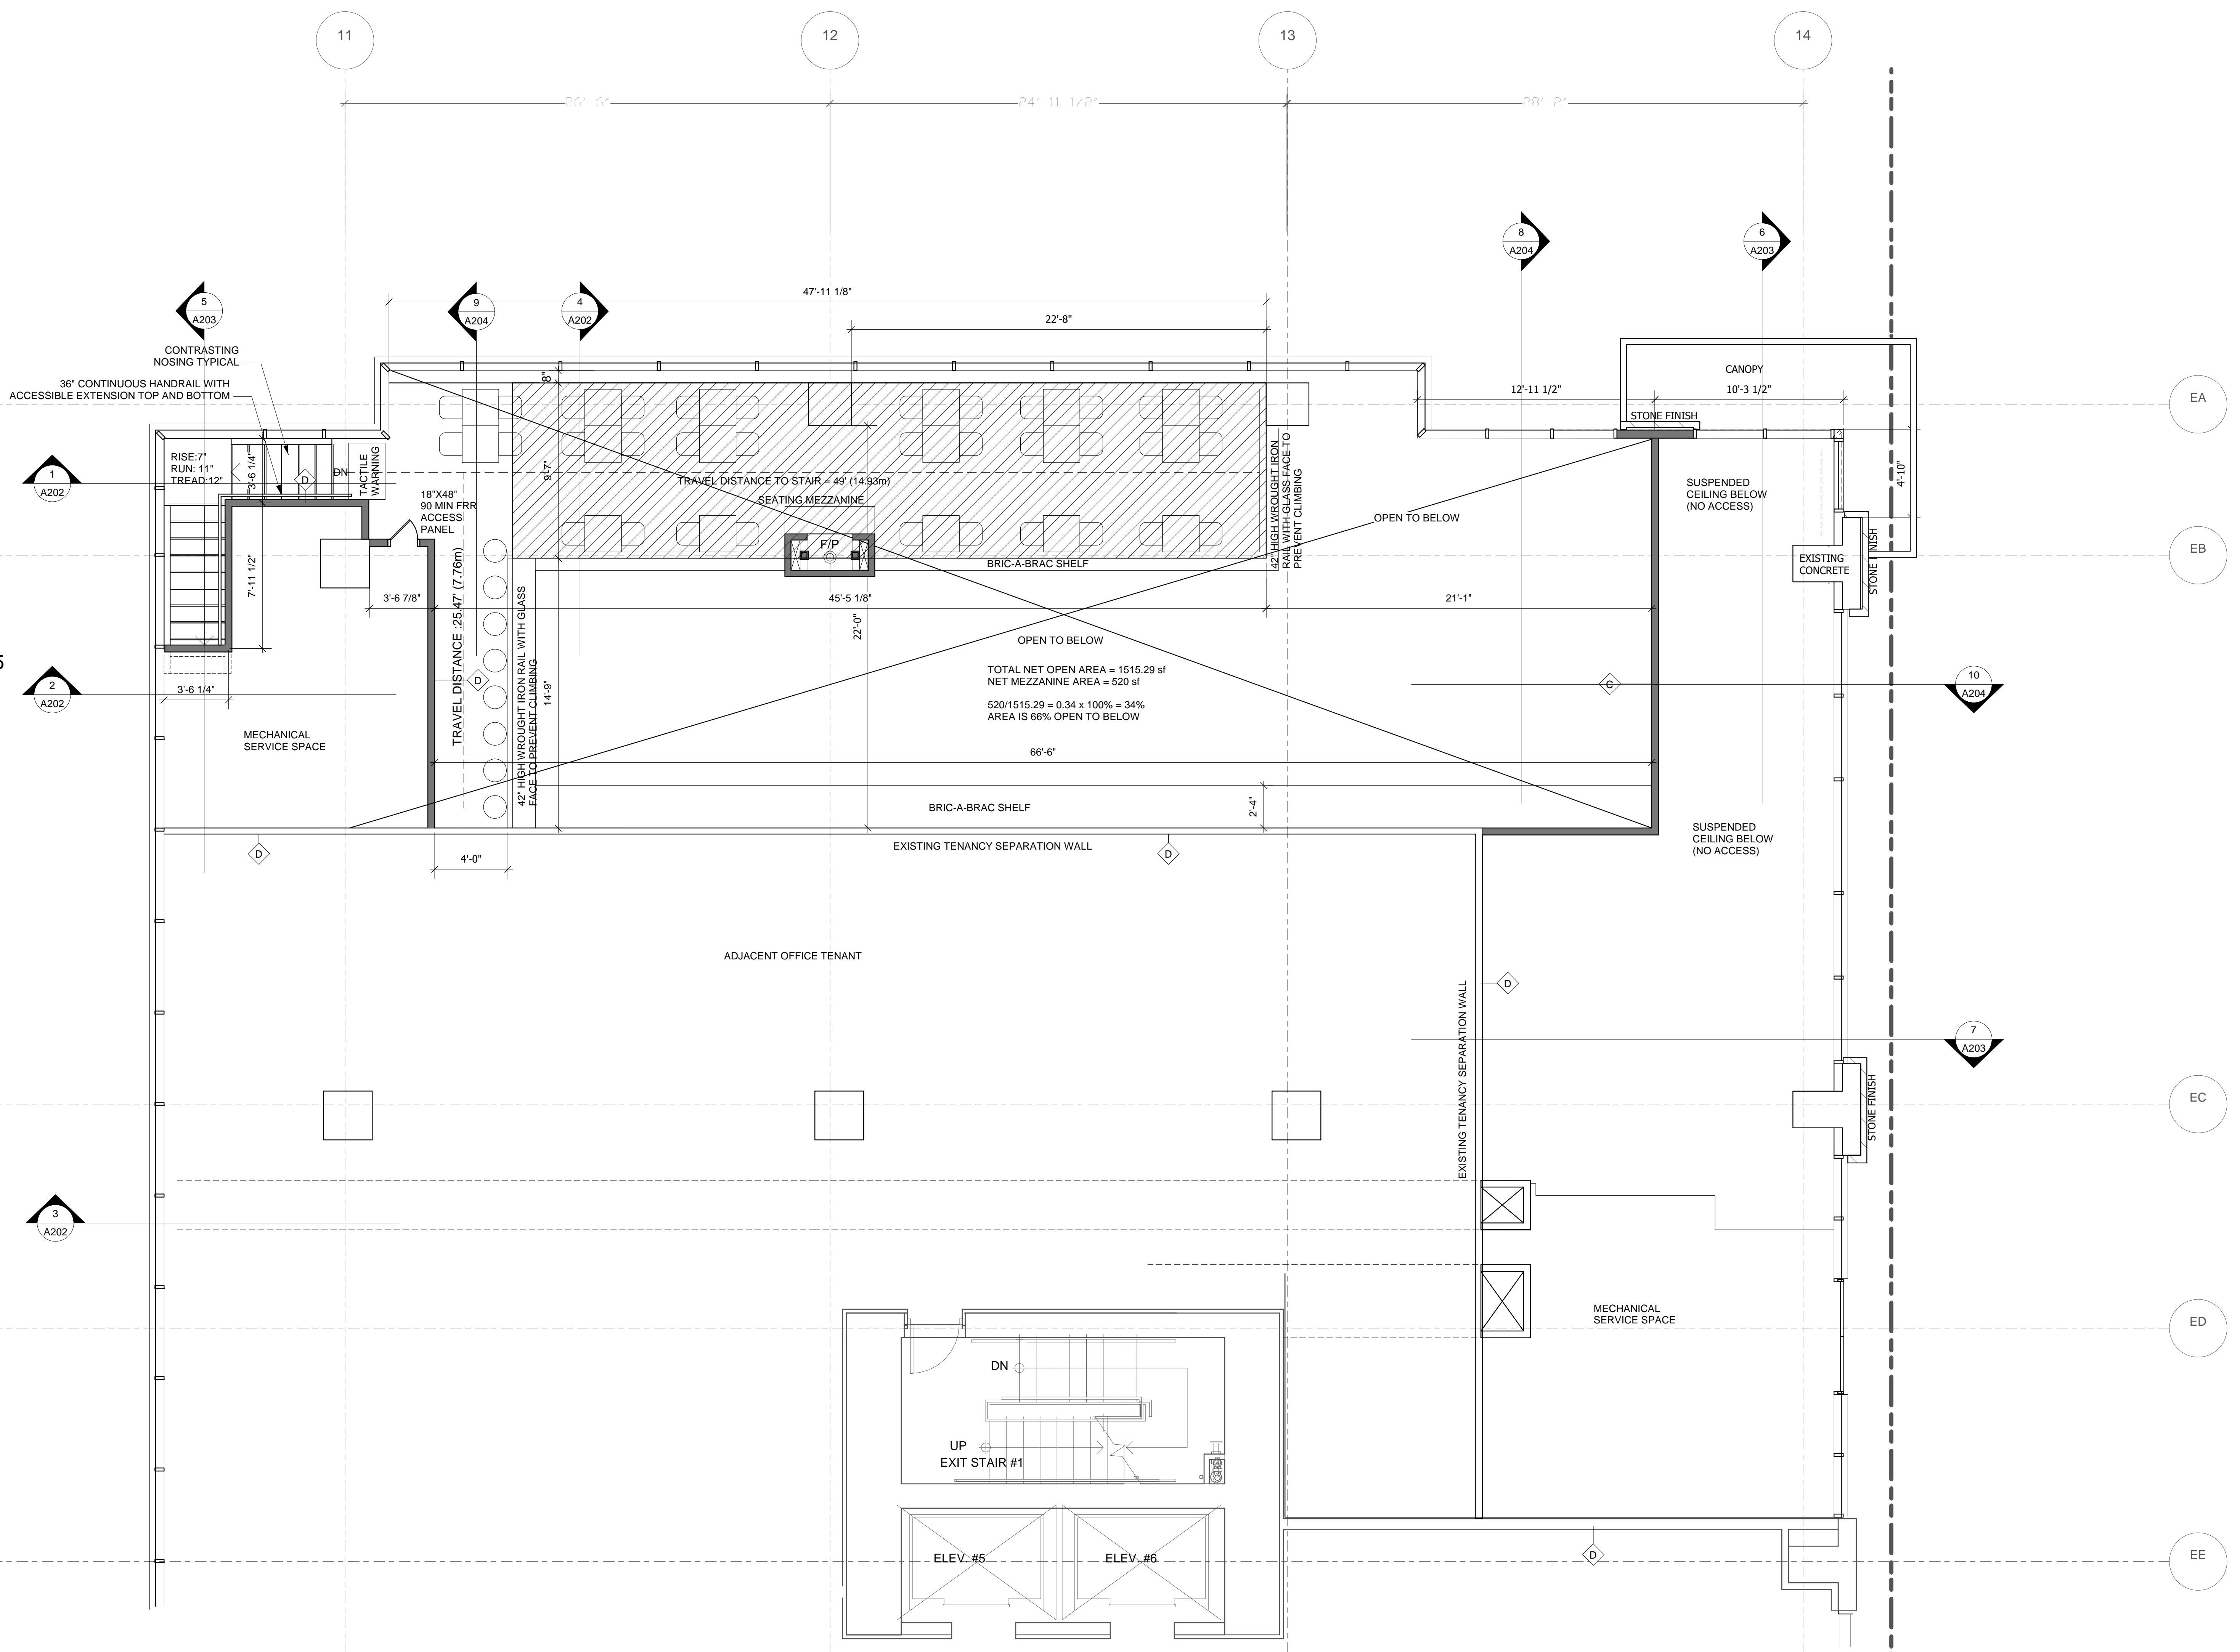 11
12
13
14
26'-6"
24'-11 1/2"
28'-2"
8
A204
6
A203
5
A203
9
A204
4
A202
47'-11 1/8"
22'-8"
CONTRASTING
NOSING TYPICAL
36" CONTINUOUS HANDRAIL WITH
ACCESSIBLE EXTENSION TOP AND BOTTOM
8"
CANOPY
12'-11 1/2"
10'-3 1/2"
STONE FINISH
EA
RISE:7"
RUN: 11"
TREAD:12"
3'-6 1/4"
D
DN
TACTILE
WARNING
1
A202
18"X48"
90 MIN FRR
ACCESS
PANEL
9'-7"
TRAVEL DISTANCE TO STAIR = 49' (14.93m)
SEATING MEZZANINE
42" HIGH WROUGHT IRON
RAIL WITH GLASS FACE TO
PREVENT CLIMBING
OPEN TO BELOW
SUSPENDED
CEILING BELOW
(NO ACCESS)
4'-10"
F/P
BRIC-A-BRAC SHELF
EXISTING
CONCRETE
STONE FINISH
EB
7'-11 1/2"
3'-6 7/8"
45'-5 1/8"
21'-1"
22'-0"
TRAVEL DISTANCE :25.47' (7.76m)
42" HIGH WROUGHT IRON RAIL WITH GLASS
FACE TO PREVENT CLIMBING
14'-9"
OPEN TO BELOW
TOTAL NET OPEN AREA = 1515.29 sf
NET MEZZANINE AREA = 520 sf
520/1515.29 = 0.34 x 100% = 34%
AREA IS 66% OPEN TO BELOW
5
2
A202
3'-6 1/4"
D
C
10
A204
MECHANICAL
SERVICE SPACE
66'-6"
BRIC-A-BRAC SHELF
2'-4"
SUSPENDED
CEILING BELOW
(NO ACCESS)
D
4'-0"
EXISTING TENANCY SEPARATION WALL
D
ADJACENT OFFICE TENANT
EXISTING TENANCY SEPARATION WALL
D
7
A203
STONE FINISH
EC
3
A202
MECHANICAL
SERVICE SPACE
ED
DN
UP
EXIT STAIR #1
ELEV. #5
ELEV. #6
D
EE